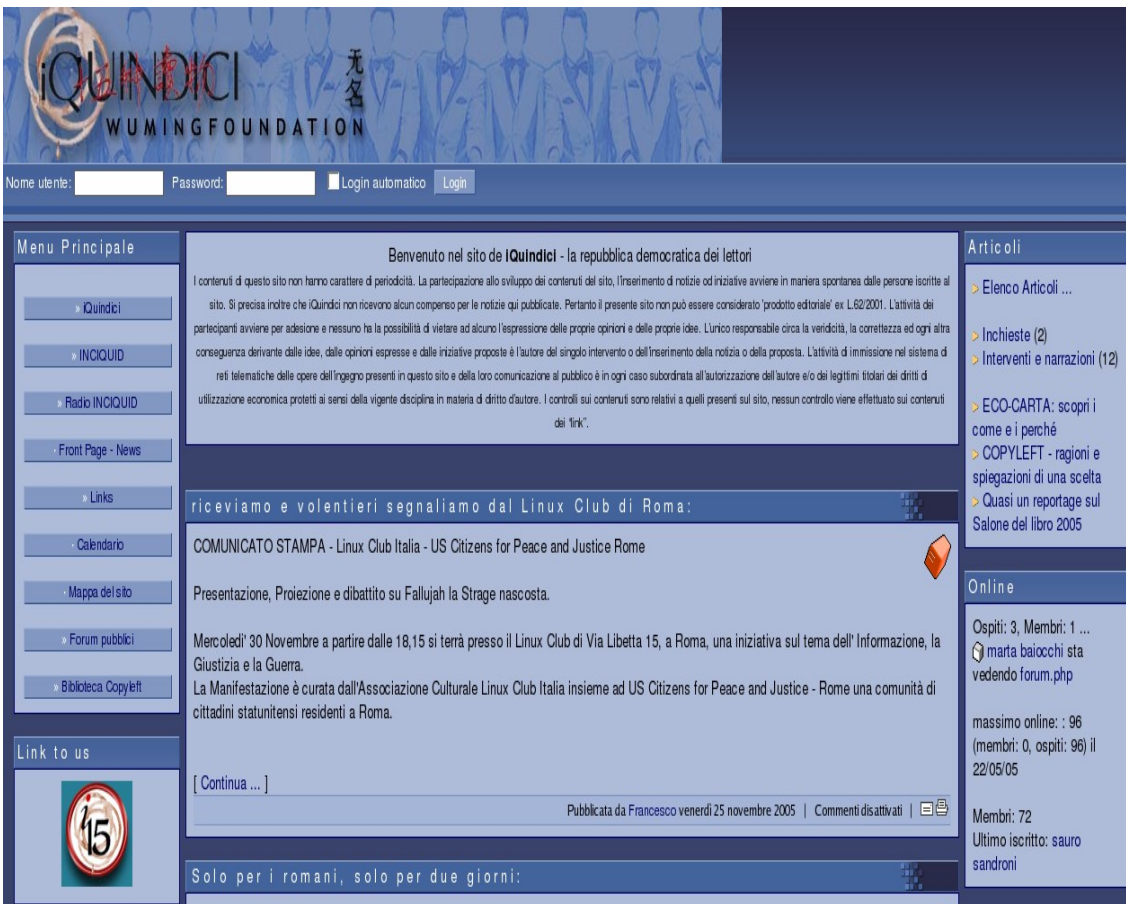 iQUINDICI
无名
WUMINGFOUNDATION
Nome utente: Password: Login automatico Login
Menu Principale
» iQuindici
» INCIQUID
» Radio INCIQUID
· Front Page - News
» Links
· Calendario
· Mappa del sito
» Forum pubblici
» Biblioteca Copyleft
Link to us
i
15
Benvenuto nel sito de iQuindici - la repubblica democratica dei lettori
I contenuti di questo sito non hanno carattere di periodicità. La partecipazione allo sviluppo dei contenuti del sito, l'inserimento di notizie od iniziative avviene in maniera spontanea dalle persone iscritte al
sito. Si precisa inoltre che iQuindici non ricevono alcun compenso per le notizie qui pubblicate. Pertanto il presente sito non può essere considerato 'prodotto editoriale' ex L.62/2001. L'attività dei
partecipanti avviene per adesione e nessuno ha la possibilità di vietare ad alcuno l'espressione delle proprie opinioni e delle proprie idee. L'unico responsabile circa la veridicità, la correttezza ed ogni altra
conseguenza derivante dalle idee, dalle opinioni espresse e dalle iniziative proposte è l'autore del singolo intervento o dell'inserimento della notizia o della proposta. L'attività di immissione nel sistema di
reti telematiche delle opere dell'ingegno presenti in questo sito e della loro comunicazione al pubblico è in ogni caso subordinata all'autorizzazione dell'autore e/o dei legittimi titolari dei diritti di
utilizzazione economica protetti ai sensi della vigente disciplina in materia di diritto d'autore. I controlli sui contenuti sono relativi a quelli presenti sul sito, nessun controllo viene effettuato sui contenuti
dei "link".
riceviamo e volentieri segnaliamo dal Linux Club di Roma:
COMUNICATO STAMPA - Linux Club Italia - US Citizens for Peace and Justice Rome
Presentazione, Proiezione e dibattito su Fallujah la Strage nascosta.
Mercoledi' 30 Novembre a partire dalle 18,15 si terrà presso il Linux Club di Via Libetta 15, a Roma, una iniziativa sul tema dell' Informazione, la
Giustizia e la Guerra.
La Manifestazione è curata dall'Associazione Culturale Linux Club Italia insieme ad US Citizens for Peace and Justice - Rome una comunità di
cittadini statunitensi residenti a Roma.
[ Continua ... ]
Pubblicata da Francesco venerdì 25 novembre 2005 | Commenti disattivati |
Solo per i romani, solo per due giorni:
Articoli
Elenco Articoli ...
Inchieste (2)
Interventi e narrazioni (12)
ECO-CARTA: scopri i
come e i perché
COPYLEFT - ragioni e
spiegazioni di una scelta
Quasi un reportage sul
Salone del libro 2005
Online
Ospiti: 3, Membri: 1 ...
marta baiocchi sta
vedendo forum.php
massimo online: : 96
(membri: 0, ospiti: 96) il
22/05/05
Membri: 72
Ultimo iscritto: sauro
sandroni